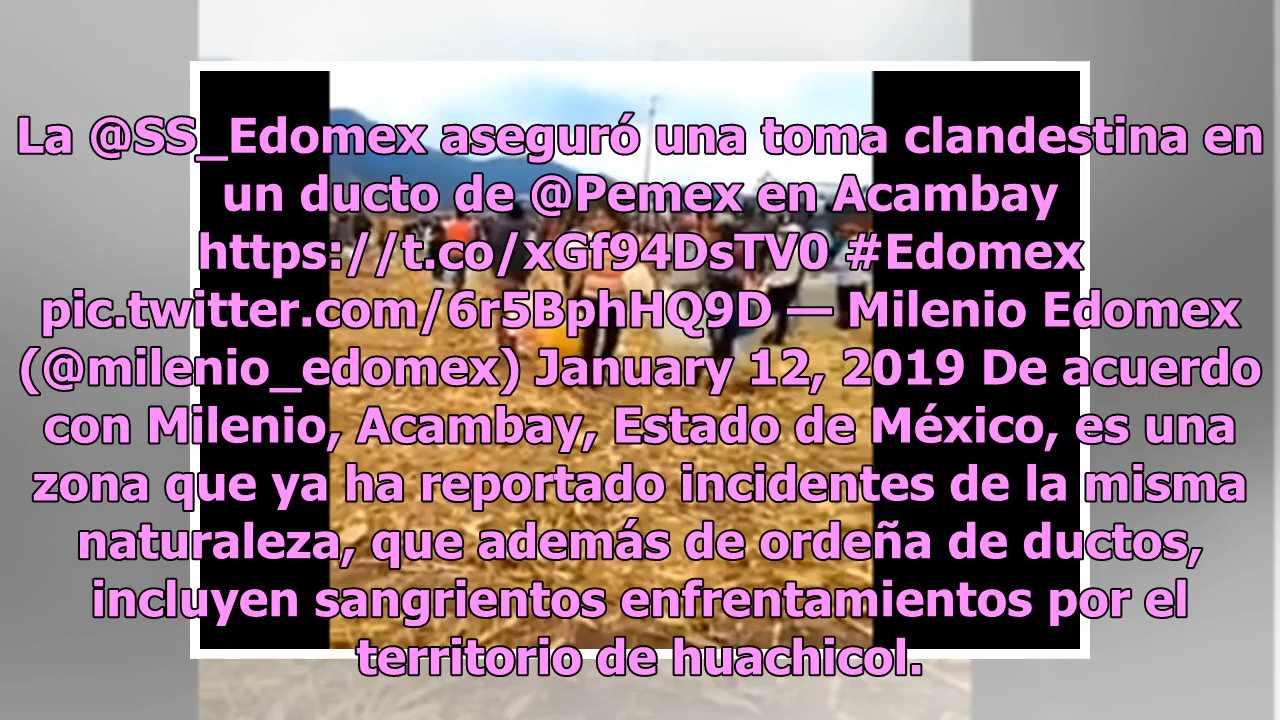 La @SS_Edomex aseguró una toma clandestina en
un ducto de @Pemex en Acambay
https://t.co/xGf94DsTV0 #Edomex
pic.twitter.com/6r5BphHQ9D — Milenio Edomex
(@milenio_edomex) January 12, 2019 De acuerdo
con Milenio, Acambay, Estado de México, es una
zona que ya ha reportado incidentes de la misma
naturaleza, que además de ordeña de ductos,
incluyen sangrientos enfrentamientos por el
territorio de huachicol.